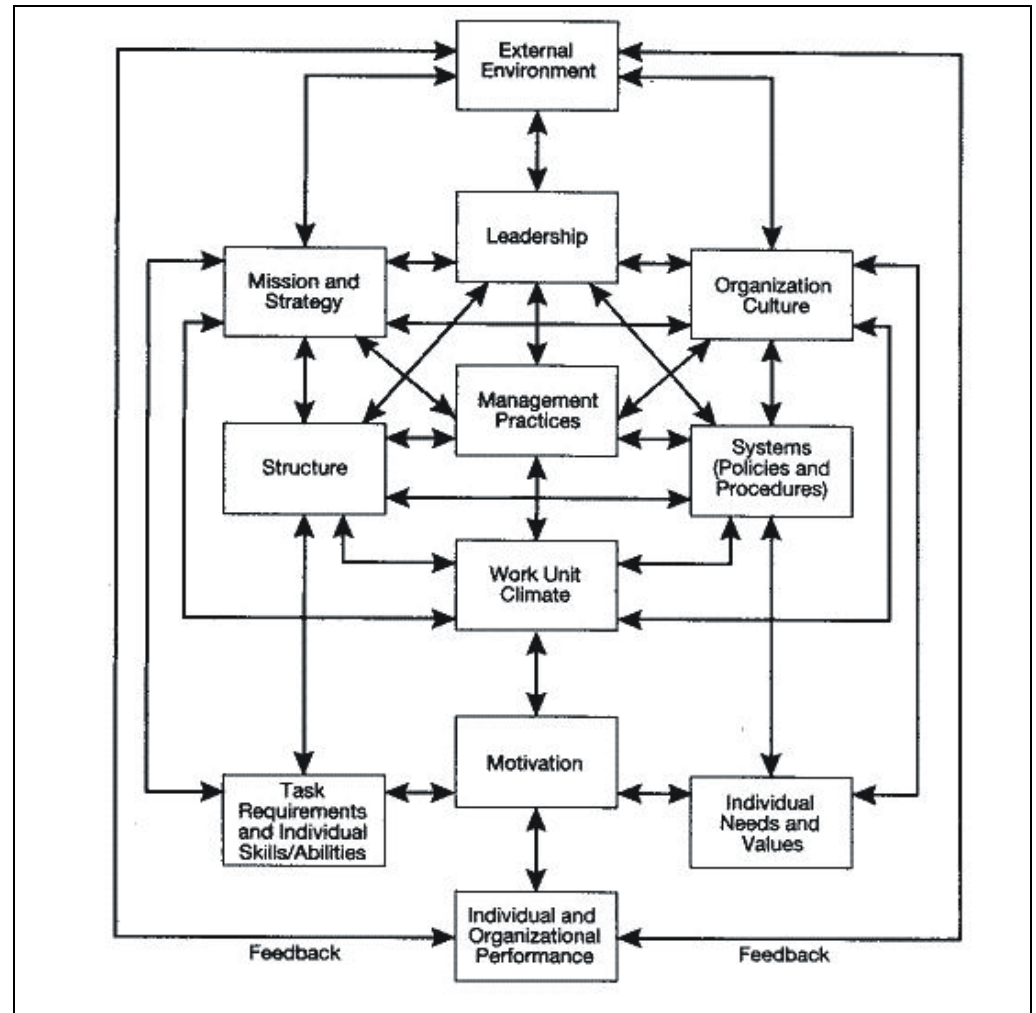 External
Environment
Leadership
Mission and
Strategy
Organization
Culture
Management
Practices
Structure
Systems
(Policies and
Procedures)
Work Unit
Climate
Motivation
Task
Requirements
and Individual
Skills/Abilities
Individual
Needs and
Values
Individual and
Organizational
Performance
Feedback
Feedback